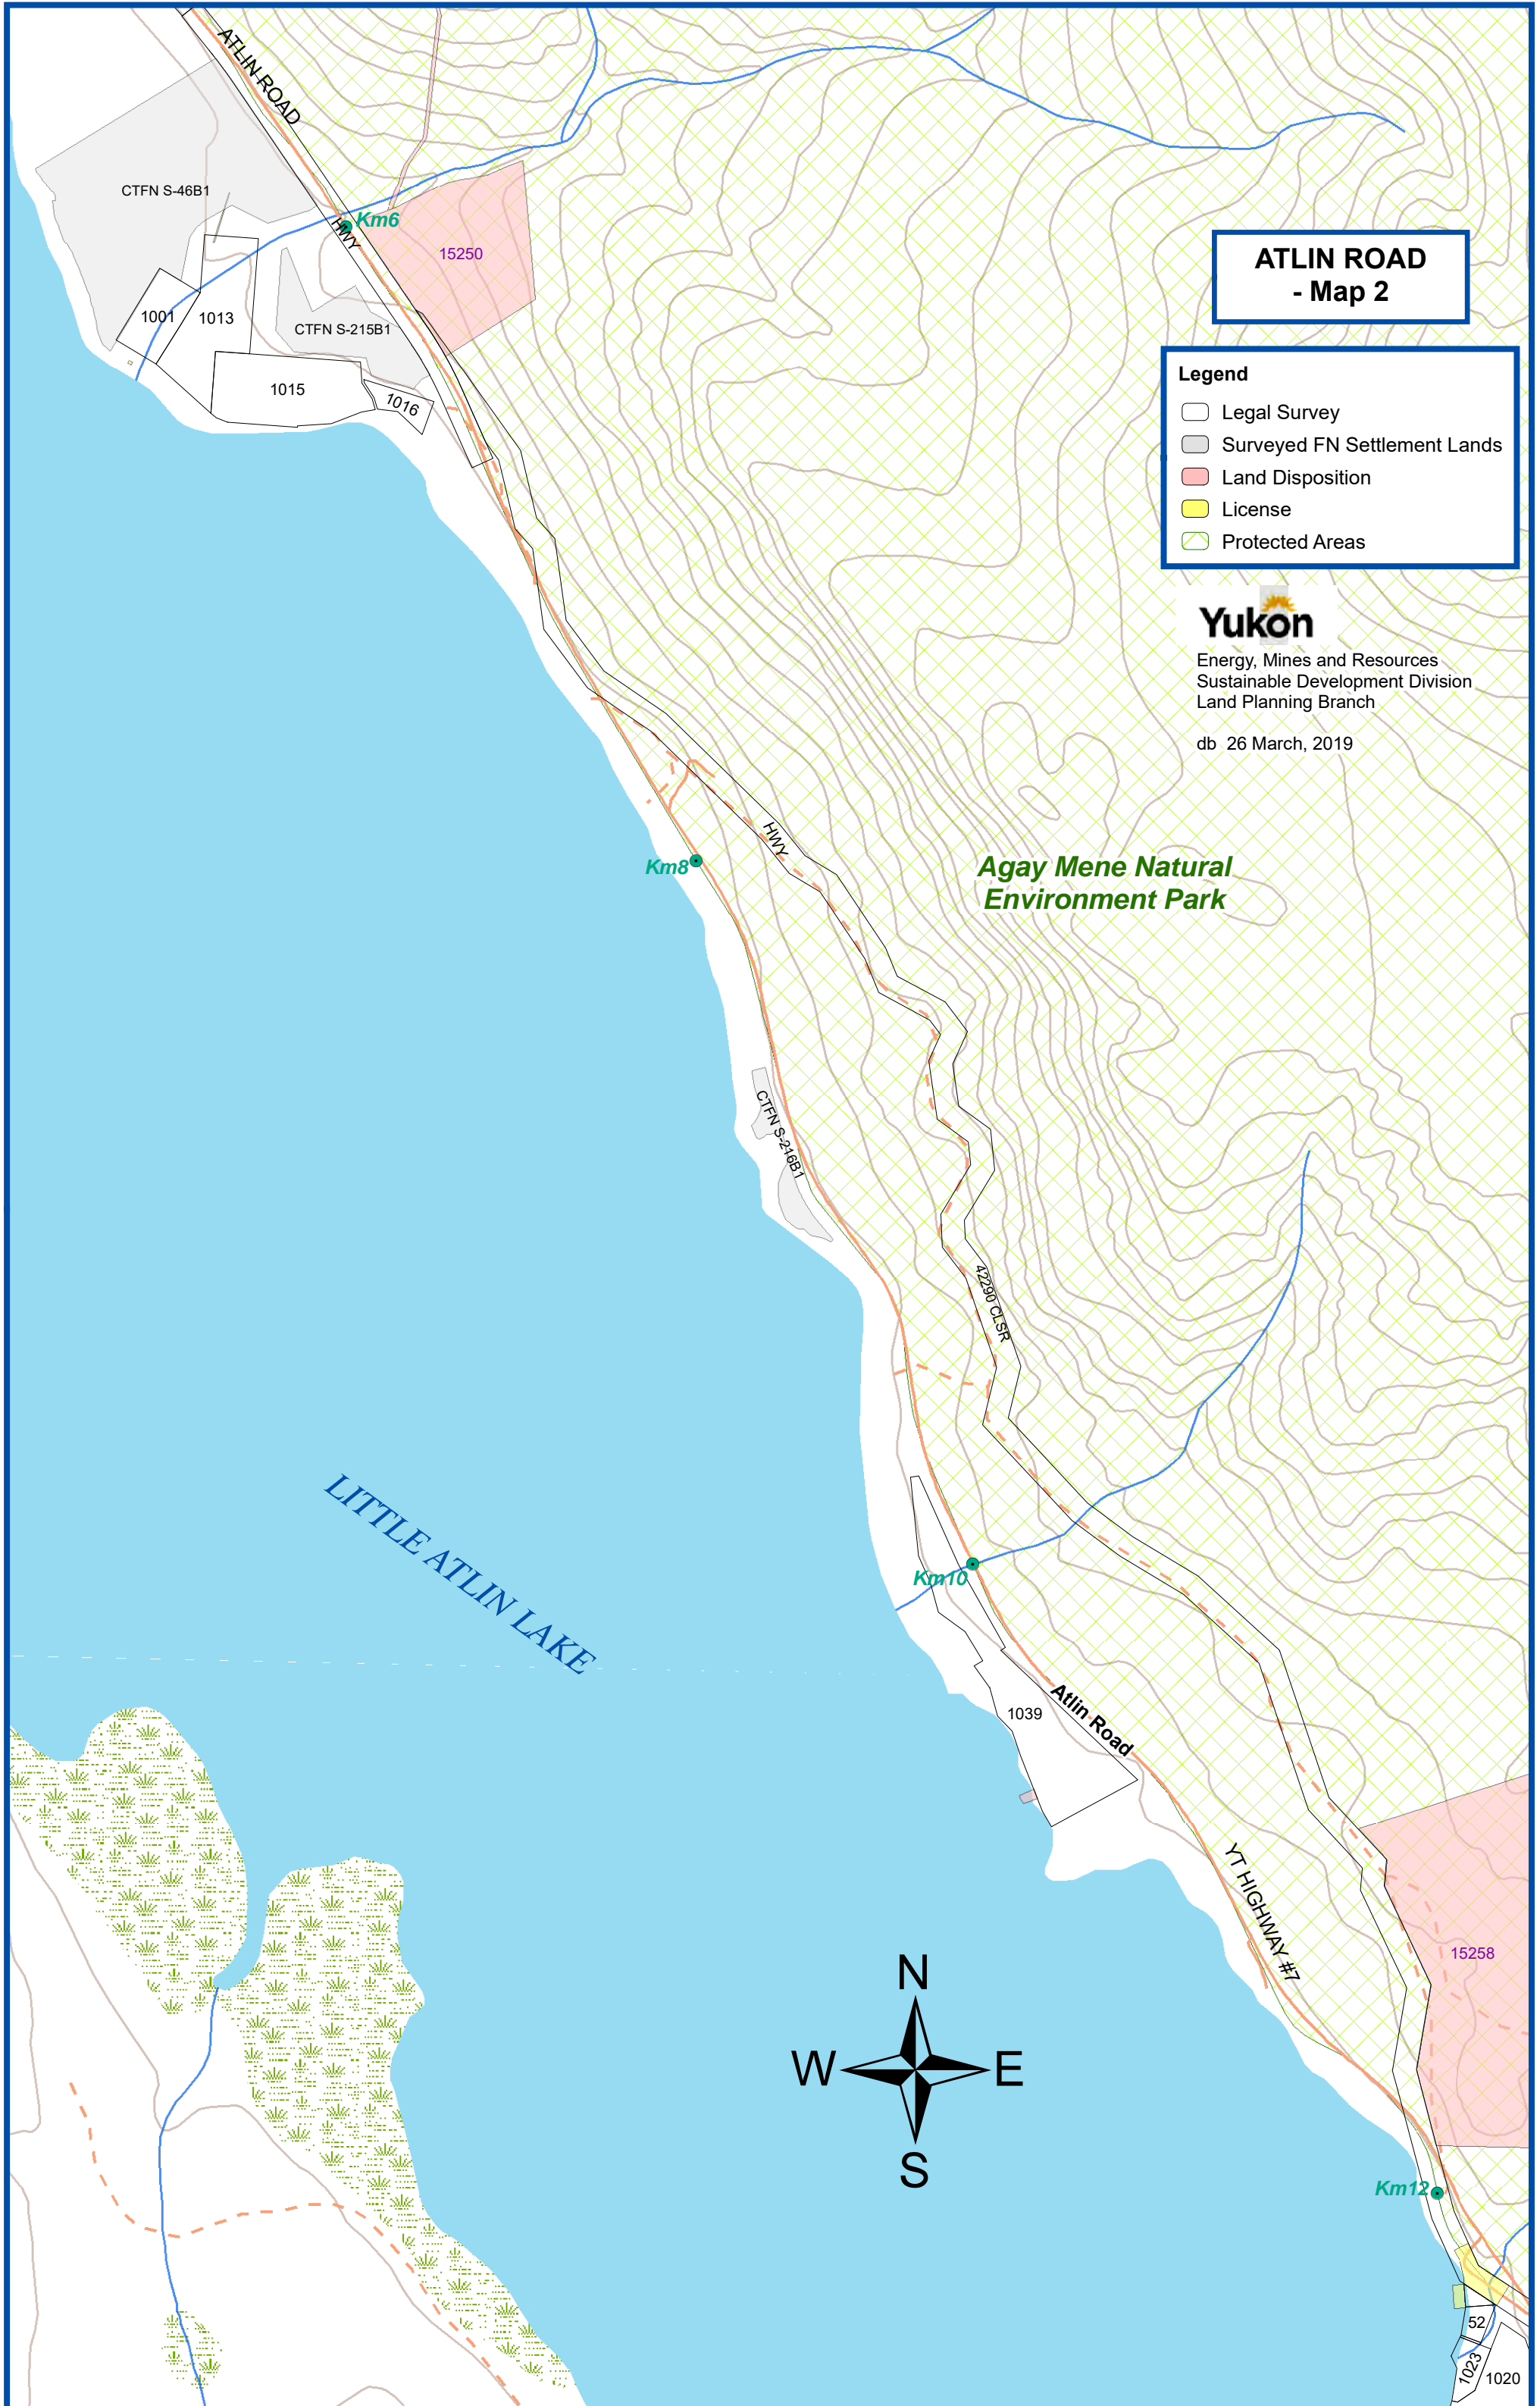 ATLIN ROAD
CTFN S-46B1
Km6
HWY
15250
ATLIN ROAD
- Map 2
1001
1013
CTFN S-215B1
1015
1016
Legend
Legal Survey
Surveyed FN Settlement Lands
Land Disposition
License
Protected Areas
Yukon
Energy, Mines and Resources
Sustainable Development Division
Land Planning Branch
db 26 March, 2019
HWY
Km8
Agay Mene Natural
Environment Park
CTFN S-216B1
42290 CLSR
LITTLE ATLIN LAKE
Km10
1039
Atlin Road
YT HIGHWAY #7
15258
N
W
E
S
Km12
52
1023
1020